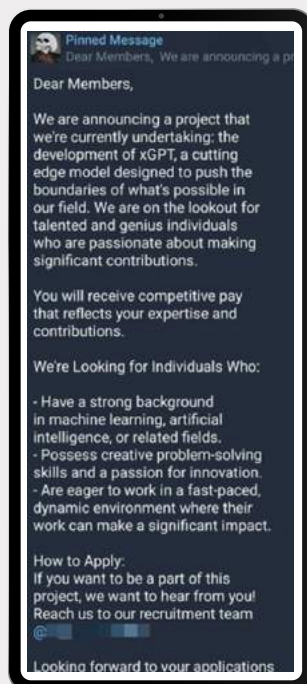 Pinned Message
Dear Members, We are announcing a pr
Dear Members,
We are announcing a project that
we're currently undertaking: the
development of xGPT, a cutting
edge model designed to push the
boundaries of what's possible in
our field. We are on the lookout for
talented and genius individuals
who are passionate about making
significant contributions.
You will receive competitive pay
that reflects your expertise and
contributions.
We're Looking for Individuals Who:
- Have a strong background
in machine learning, artificial
intelligence, or related fields.
- Possess creative problem-solving
skills and a passion for innovation.
- Are eager to work in a fast-paced,
dynamic environment where their
work can make a significant impact.
How to Apply:
If you want to be a part of this
project, we want to hear from you!
Reach us to our recruitment team
@
Looking forward to your applications